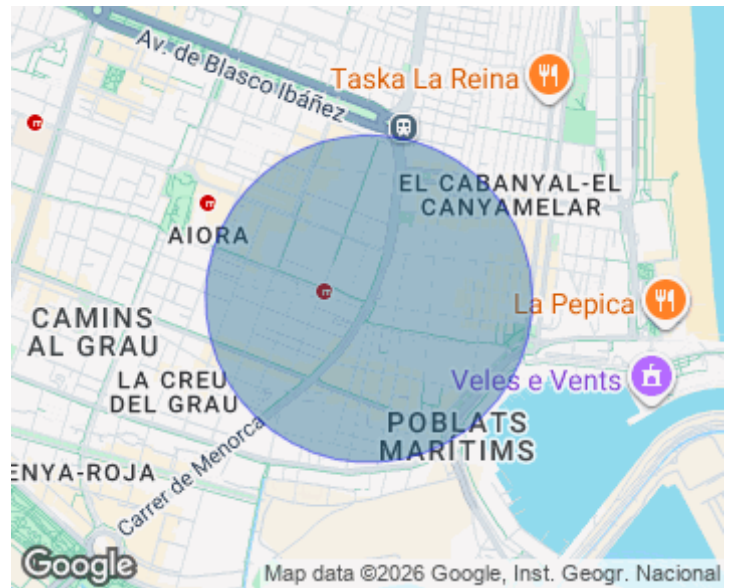 Av. de Blasco Ibáñez
Taska La Reina
EL CABANYAL-EL
CANYAMELAR
AIORA
La Pepica
CAMINS
AL GRAU
LA CREU
DEL GRAU
Veles e Vents
POBLATS
MARÍTIMS
ENYA-ROJA
Carrer de Menorca
Google
Map data ©2026 Google, Inst. Geogr. Nacional